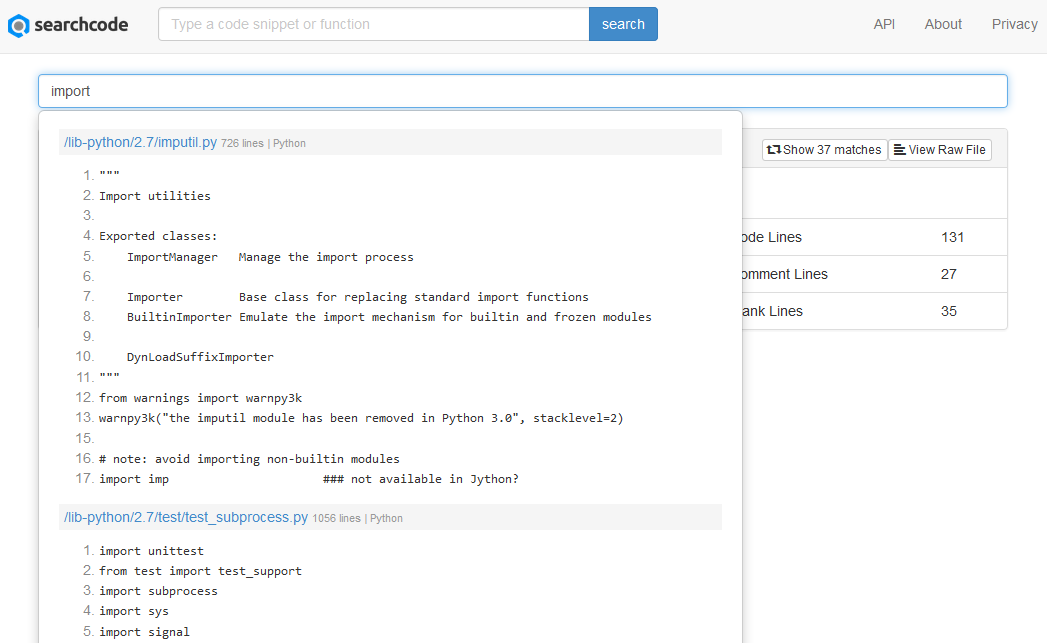 searchcode Type a code snippet or function search API About Privacy
import
/lib-python/2.7/imputil.py 726 lines | Python
Show 37 matches View Raw File
1. """
2. Import utilities
3.
4. Exported classes:
5. ImportManager Manage the import process
6.
7. Importer Base class for replacing standard import functions
8. BuiltinImporter Emulate the import mechanism for builtin and frozen modules
9.
10. DynLoadSuffixImporter
11. """
12. from warnings import warnpy3k
13. warnpy3k("the imputil module has been removed in Python 3.0", stacklevel=2)
15.
16. # note: avoid importing non-builtin modules
17. import imp ### not available in Jython?
ode Lines 131
omment Lines 27
ank Lines 35
/lib-python/2.7/test/test_subprocess.py 1056 lines | Python
1. import unittest
2. from test import test_support
3. import subprocess
4. import sys
5. import signal